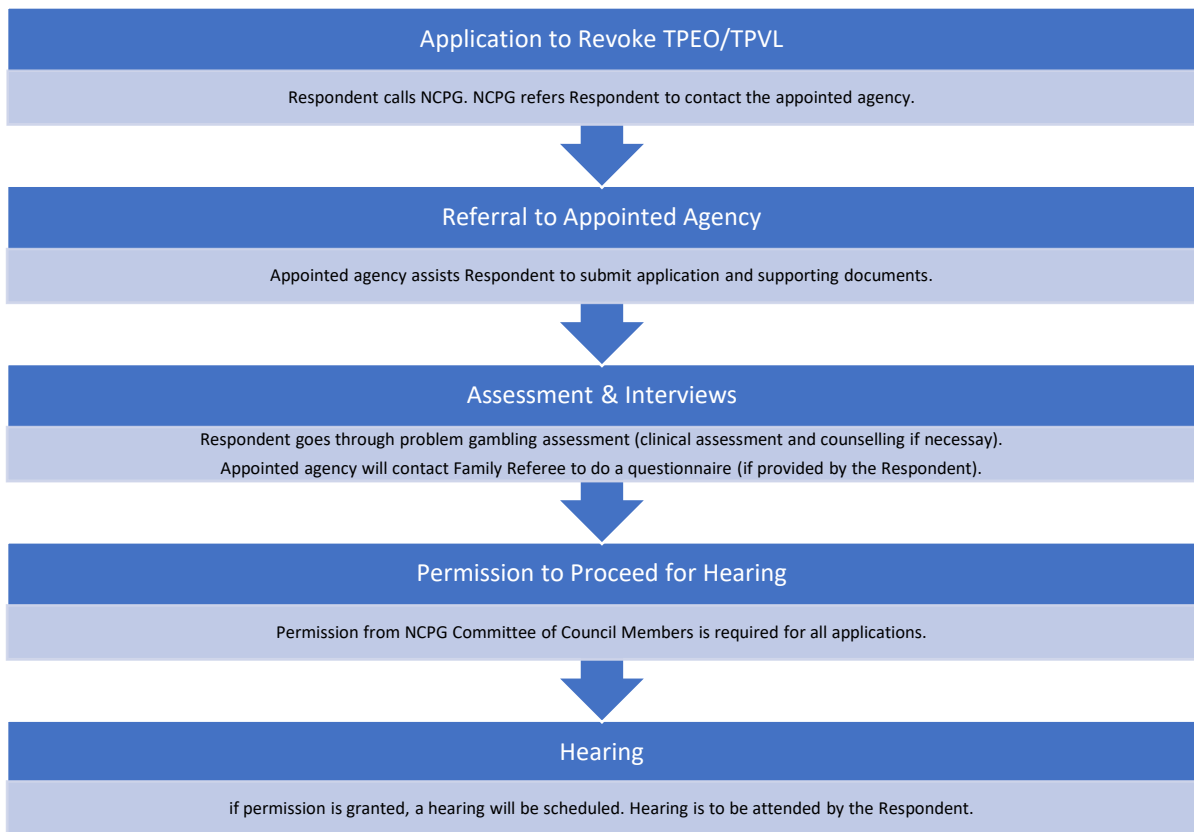 Application to Revoke TPEO/TPVL
Respondent calls NCPG. NCPG refers Respondent to contact the appointed agency.
Referral to Appointed Agency
Appointed agency assists Respondent to submit application and supporting documents.
Assessment & Interviews
Respondent goes through problem gambling assessment (clinical assessment and counselling if necessay).
Appointed agency will contact Family Referee to do a questionnaire (if provided by the Respondent).
Permission to Proceed for Hearing
Permission from NCPG Committee of Council Members is required for all applications.
Hearing
if permission is granted, a hearing will be scheduled. Hearing is to be attended by the Respondent.